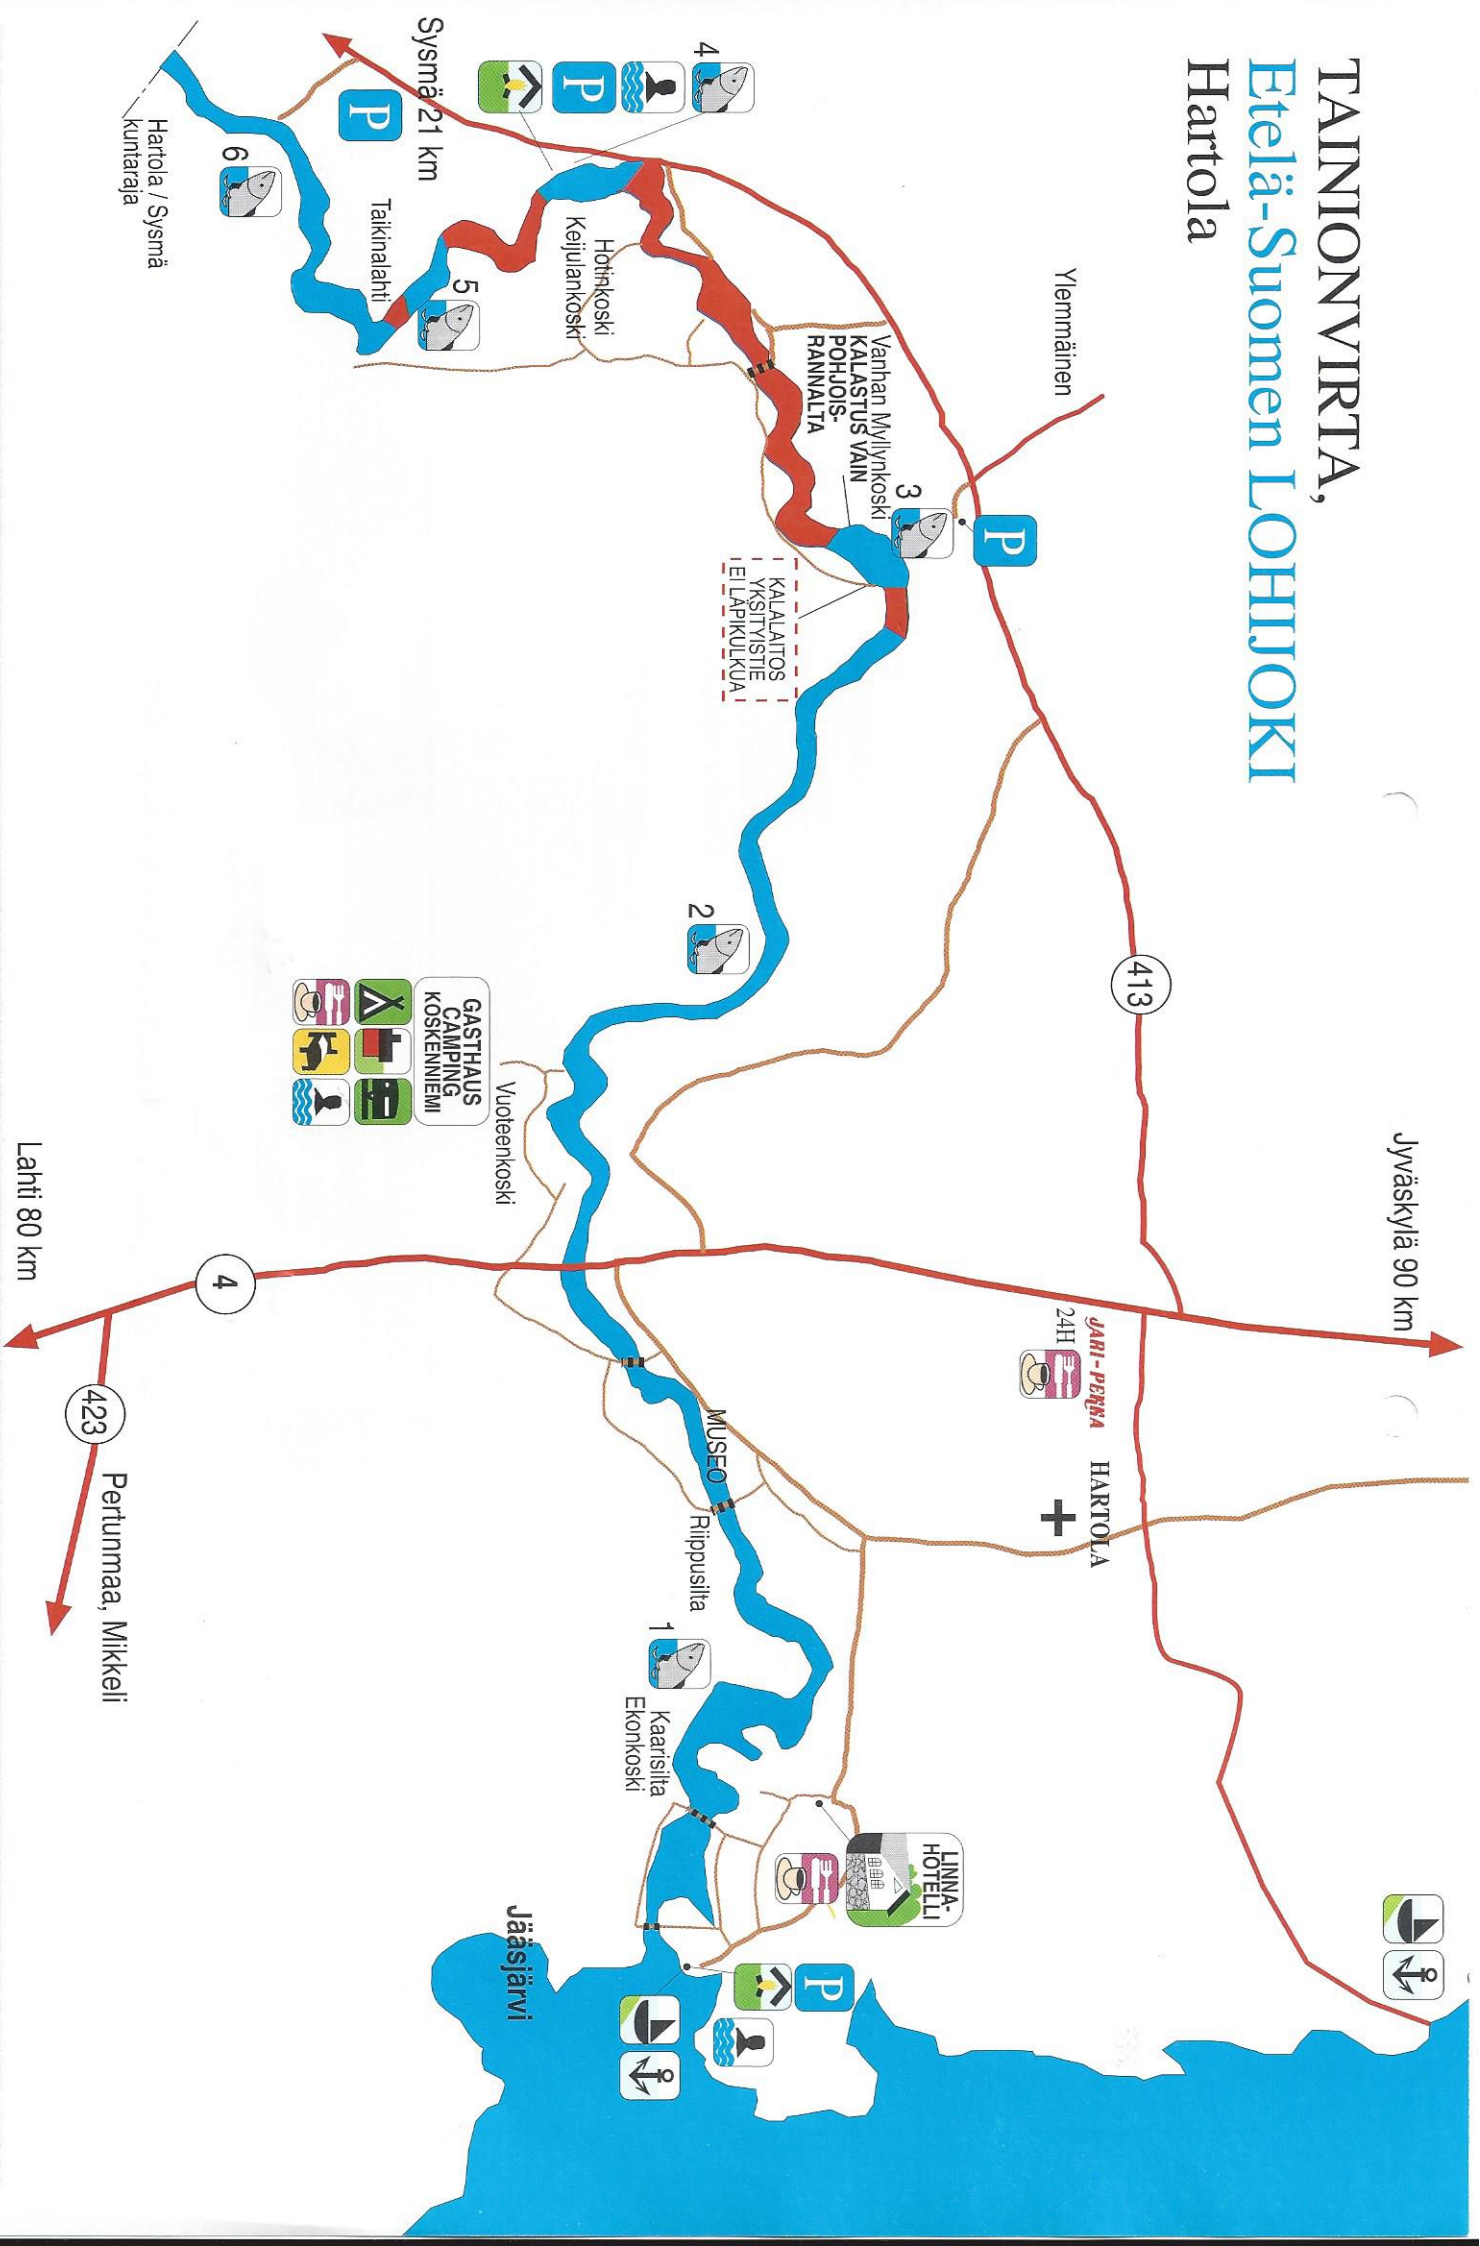 TAINIONVIRTA,
Etelä-Suomen LOHIJOKI
Hartola
Jyväskylä 90 km
Ylemmäinen
413
JARI-PEKKA
24H
HARTOLA
LINNA-
HOTELLI
P
P
3
Vanhan Myllynkoski
KALASTUS VAIN
POHJOIS-
RANNALTA
KALALAITOS
YKSITYISTIE
EI LÄPIKULKUA
4
P
Hotinkoski
Keijulankoski
2
MUSEO
Riippusilta
1
Kaarisilta
Ekonkoski
Jääsjärvi
Sysmä 21 km
P
5
Taikinalahti
6
Hartola / Sysmä
kuntaraja
Vuoteenkoski
GASTHAUS
CAMPING
KOSKENNIEMI
4
423
Pertunmaa, Mikkeli
Lahti 80 km